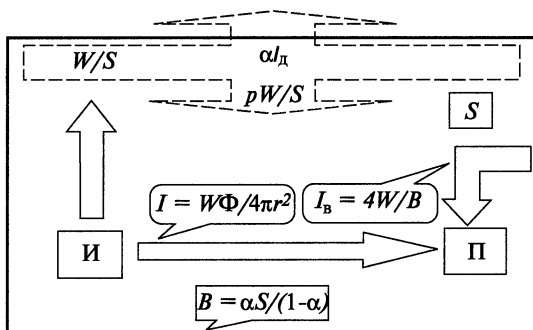 W/S
αI_д
pW/S
S
I = WΦ/4πr²
I_в = 4W/B
И
П
B = αS/(1-α)